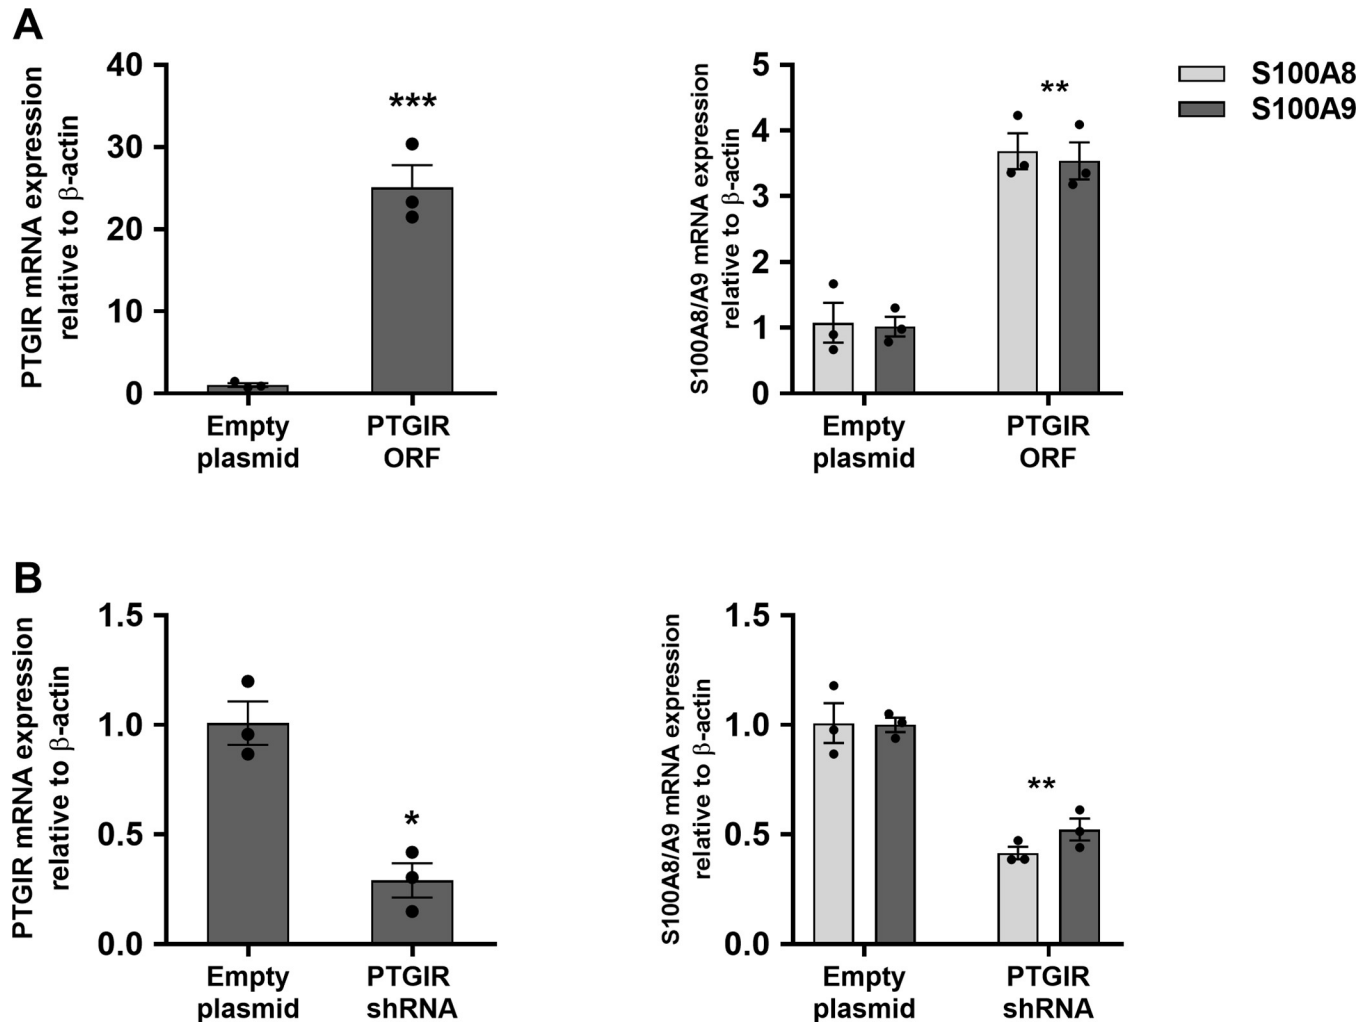 A
PTGIR mRNA expression
relative to β-actin
40
30
20
10
0
***
Empty
plasmid
PTGIR
ORF
S100A8/A9 mRNA expression
relative to β-actin
5
4
3
2
1
0
**
Empty
plasmid
PTGIR
ORF
S100A8
S100A9
B
PTGIR mRNA expression
relative to β-actin
1.5
1.0
0.5
0.0
*
Empty
plasmid
PTGIR
shRNA
S100A8/A9 mRNA expression
relative to β-actin
1.5
1.0
0.5
0.0
**
Empty
plasmid
PTGIR
shRNA